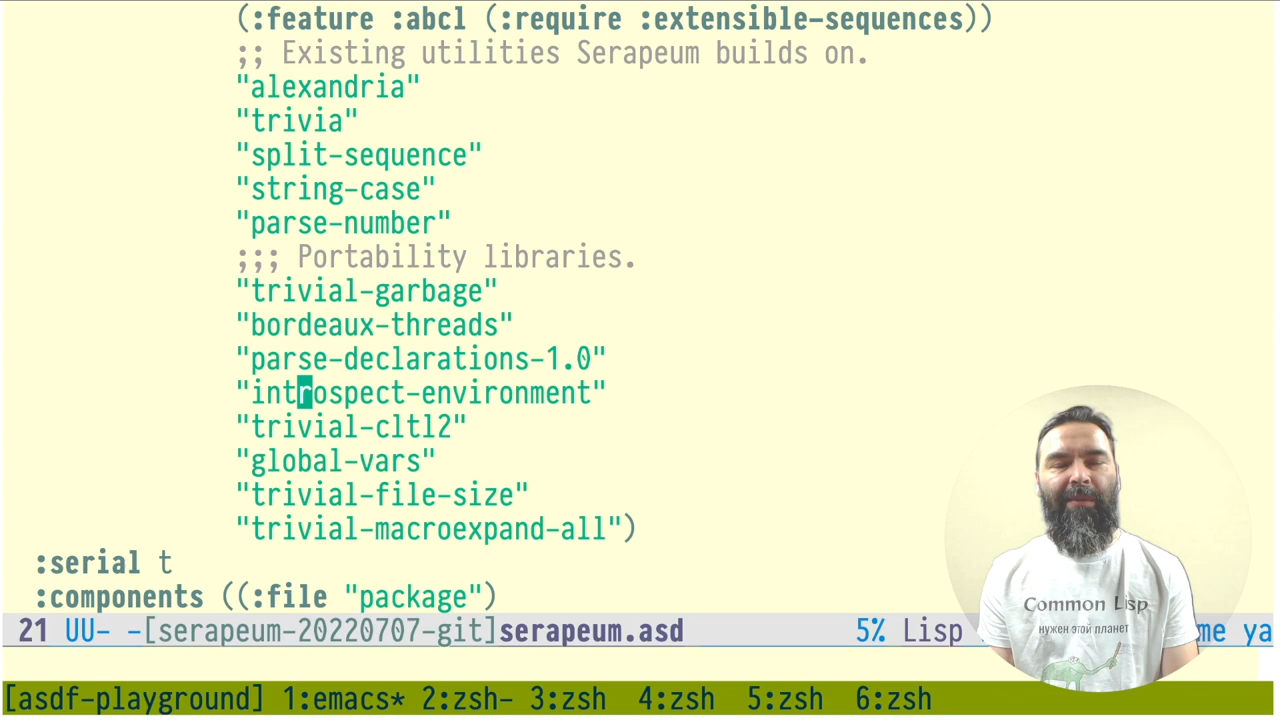 (:feature :abcl (:require :extensible-sequences))
;; Existing utilities Serapeum builds on.
"alexandria"
"trivia"
"split-sequence"
"string-case"
"parse-number"
;;; Portability libraries.
"trivial-garbage"
"bordeaux-threads"
"parse-declarations-1.0"
"introspect-environment"
"trivial-cltl2"
"global-vars"
"trivial-file-size"
"trivial-macroexpand-all")
:serial t
:components ((:file "package")
21 UU- -[serapeum-20220707-git]serapeum.asd 5% Lisp me ya
[asdf-playground] 1:emacs* 2:zsh- 3:zsh 4:zsh 5:zsh 6:zsh
Common Lisp
нужен этой планет